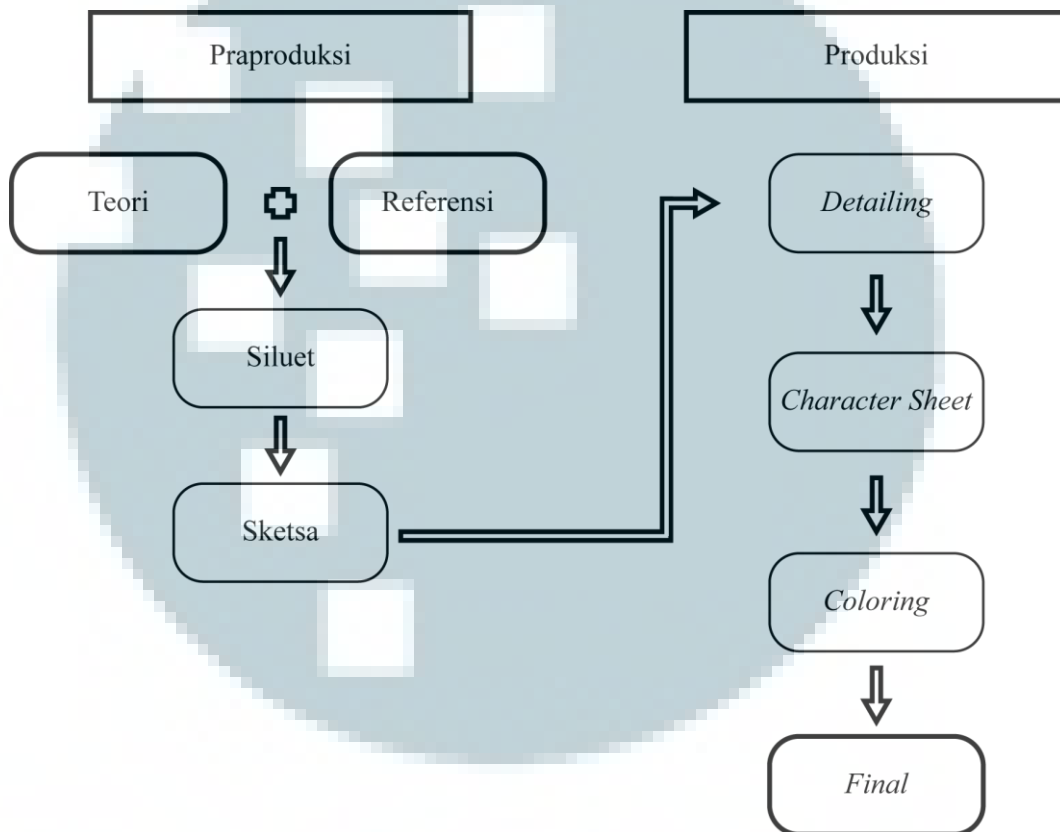 Praproduksi
Produksi
Teori
Referensi
Siluet
Sketsa
Detailing
Character Sheet
Coloring
Final